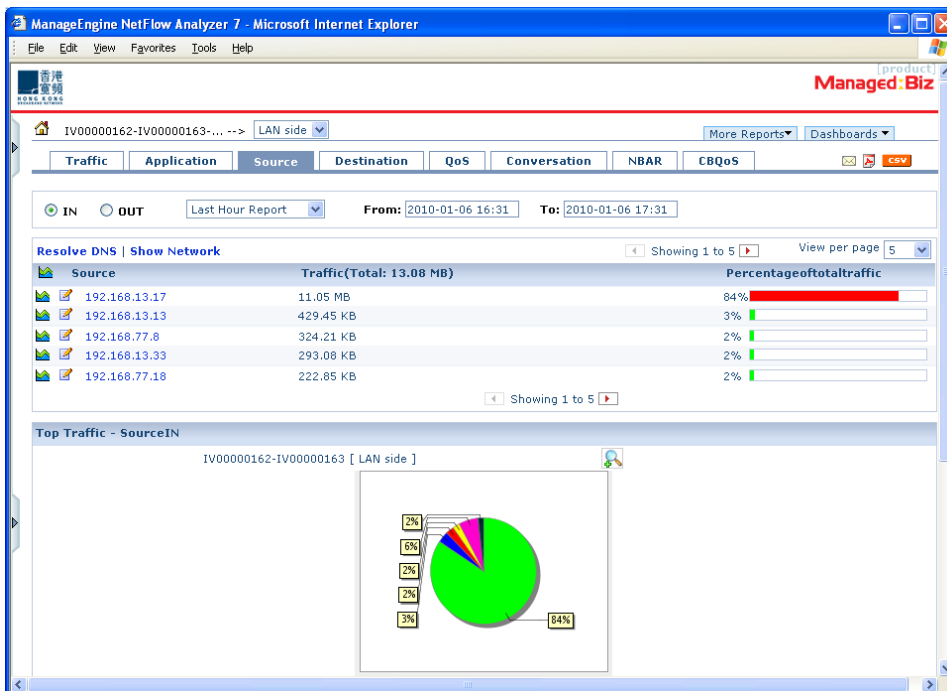 ManageEngine NetFlow Analyzer 7 - Microsoft Internet Explorer
File Edit View Favorites Tools Help
香港
寬頻
HONG KONG
BROADBAND NETWORK
[product]
Managed:Biz
IV00000162-IV00000163-... --> LAN side
More Reports Dashboards
Traffic Application Source Destination QoS Conversation NBAR CBQoS CSV
IN OUT Last Hour Report From: 2010-01-06 16:31 To: 2010-01-06 17:31
Resolve DNS | Show Network Showing 1 to 5 View per page 5
Source Traffic(Total: 13.08 MB) Percentageoftotaltraffic
192.168.13.17 11.05 MB 84%
192.168.13.13 429.45 KB 3%
192.168.77.8 324.21 KB 2%
192.168.13.33 293.08 KB 2%
192.168.77.18 222.85 KB 2%
Showing 1 to 5
Top Traffic - SourceIN
IV00000162-IV00000163 [ LAN side ]
2%
6%
2%
2%
3%
84%